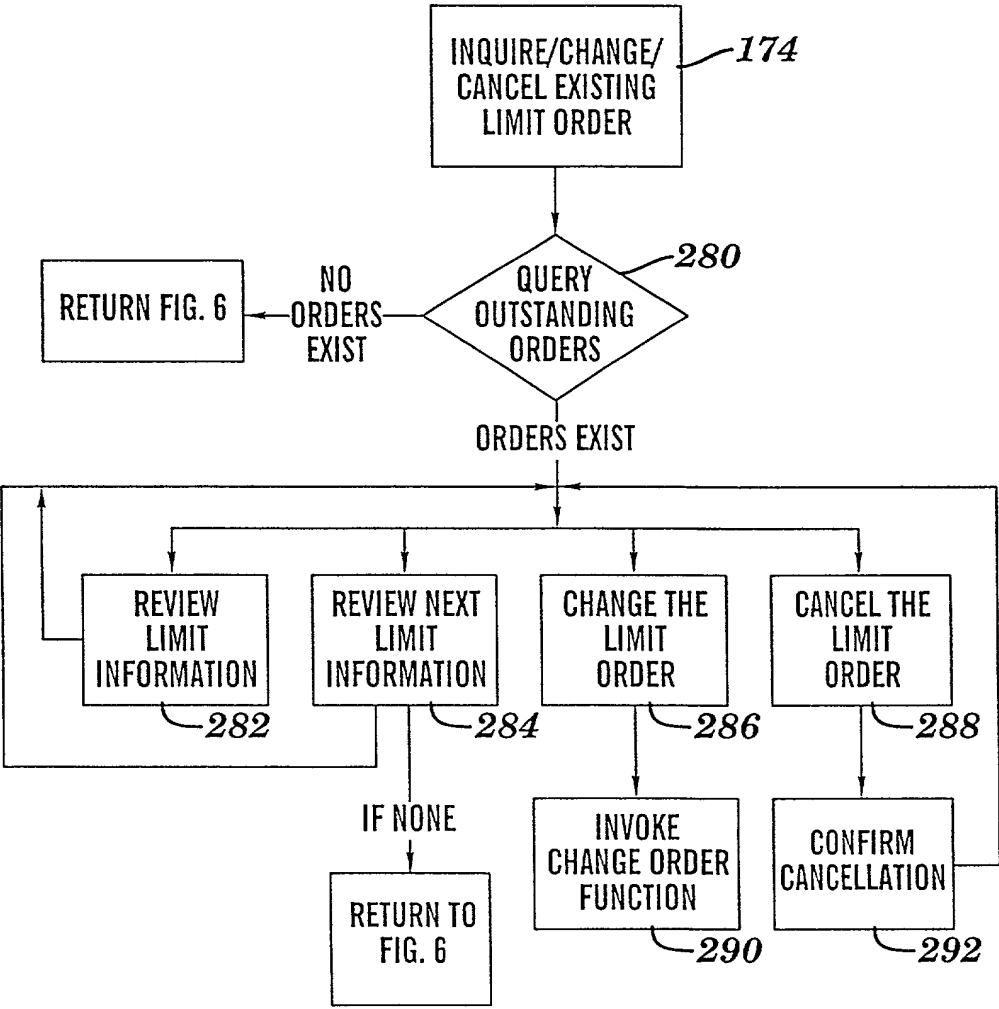 INQUIRE/CHANGE/
CANCEL EXISTING
LIMIT ORDER
174
QUERY
OUTSTANDING
ORDERS
280
NO
ORDERS
EXIST
RETURN FIG. 6
ORDERS EXIST
REVIEW
LIMIT
INFORMATION
282
REVIEW NEXT
LIMIT
INFORMATION
284
CHANGE THE
LIMIT
ORDER
286
CANCEL THE
LIMIT
ORDER
288
IF NONE
RETURN TO
FIG. 6
INVOKE
CHANGE ORDER
FUNCTION
290
CONFIRM
CANCELLATION
292